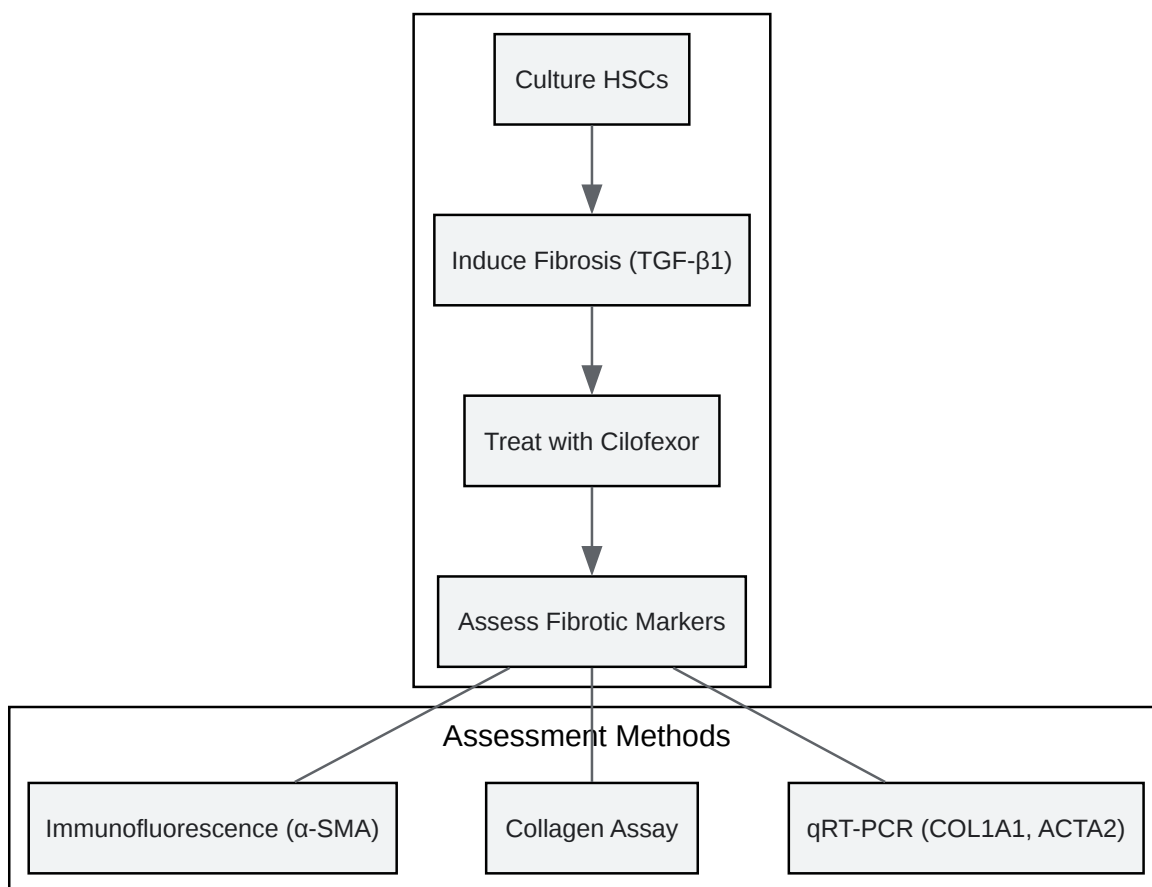 Culture HSCs
Induce Fibrosis (TGF-β1)
Treat with Cilofexor
Assess Fibrotic Markers
Assessment Methods
Immunofluorescence (α-SMA)
Collagen Assay
qRT-PCR (COL1A1, ACTA2)